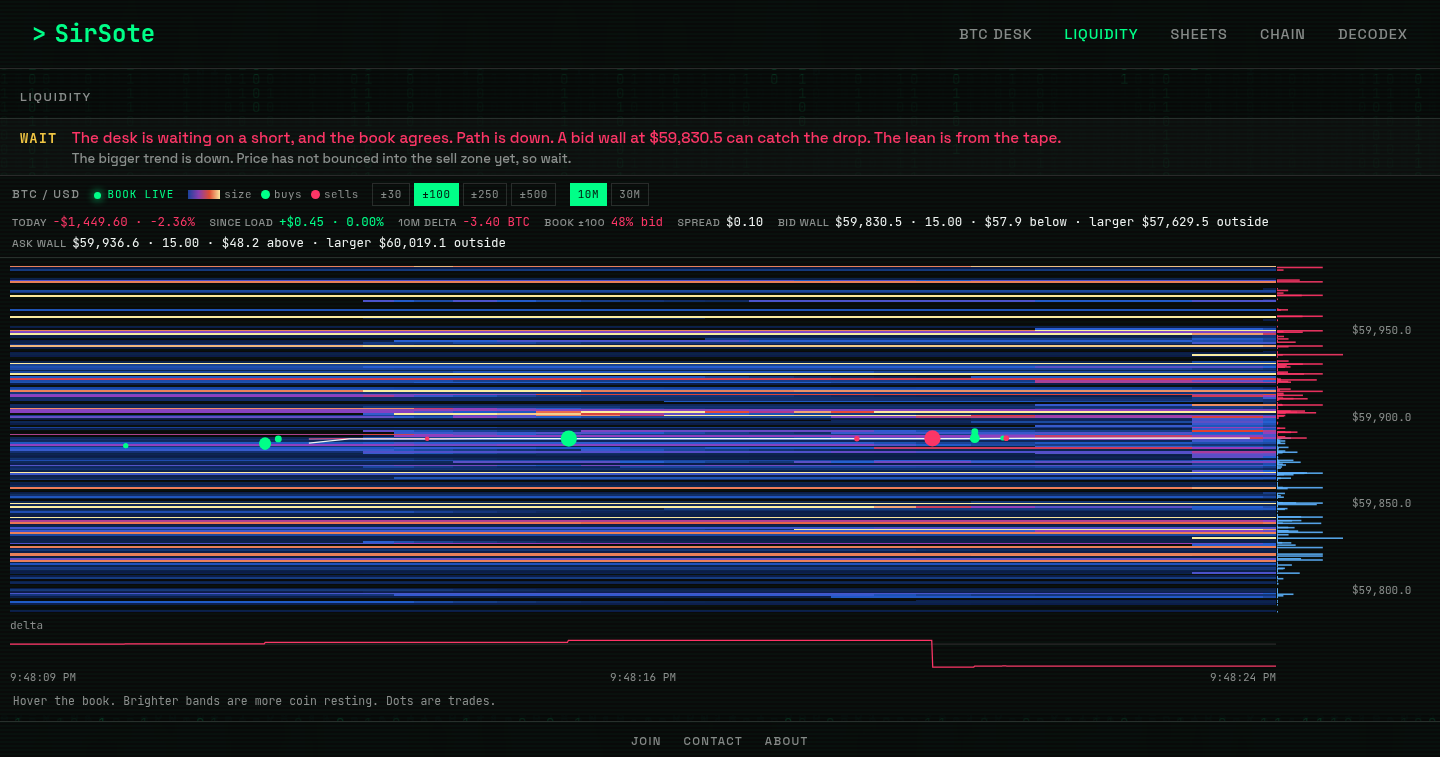 > SirSote
BTC DESK LIQUIDITY SHEETS CHAIN DECODEX
LIQUIDITY
WAIT The desk is waiting on a short, and the book agrees. Path is down. A bid wall at $59,830.5 can catch the drop. The lean is from the tape.
The bigger trend is down. Price has not bounced into the sell zone yet, so wait.
BTC / USD BOOK LIVE size buys sells ±30 ±100 ±250 ±500 10M 30M
TODAY -$1,449.60 · -2.36% SINCE LOAD +$0.45 · 0.00% 10M DELTA -3.40 BTC BOOK ±100 48% bid SPREAD $0.10 BID WALL $59,830.5 · 15.00 · $57.9 below · larger $57,629.5 outside
ASK WALL $59,936.6 · 15.00 · $48.2 above · larger $60,019.1 outside
$59,950.0
$59,900.0
$59,850.0
$59,800.0
delta
9:48:09 PM 9:48:16 PM 9:48:24 PM
Hover the book. Brighter bands are more coin resting. Dots are trades.
JOIN CONTACT ABOUT